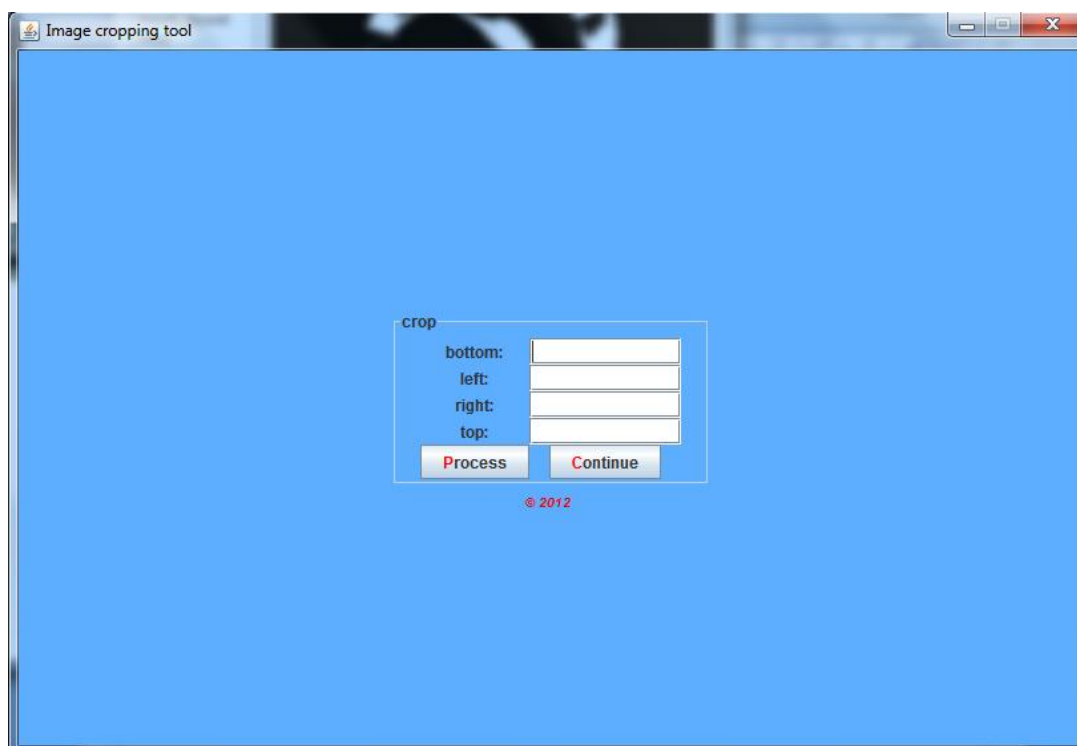 Image cropping tool
crop
bottom:
left:
right:
top:
Process Continue
© 2012